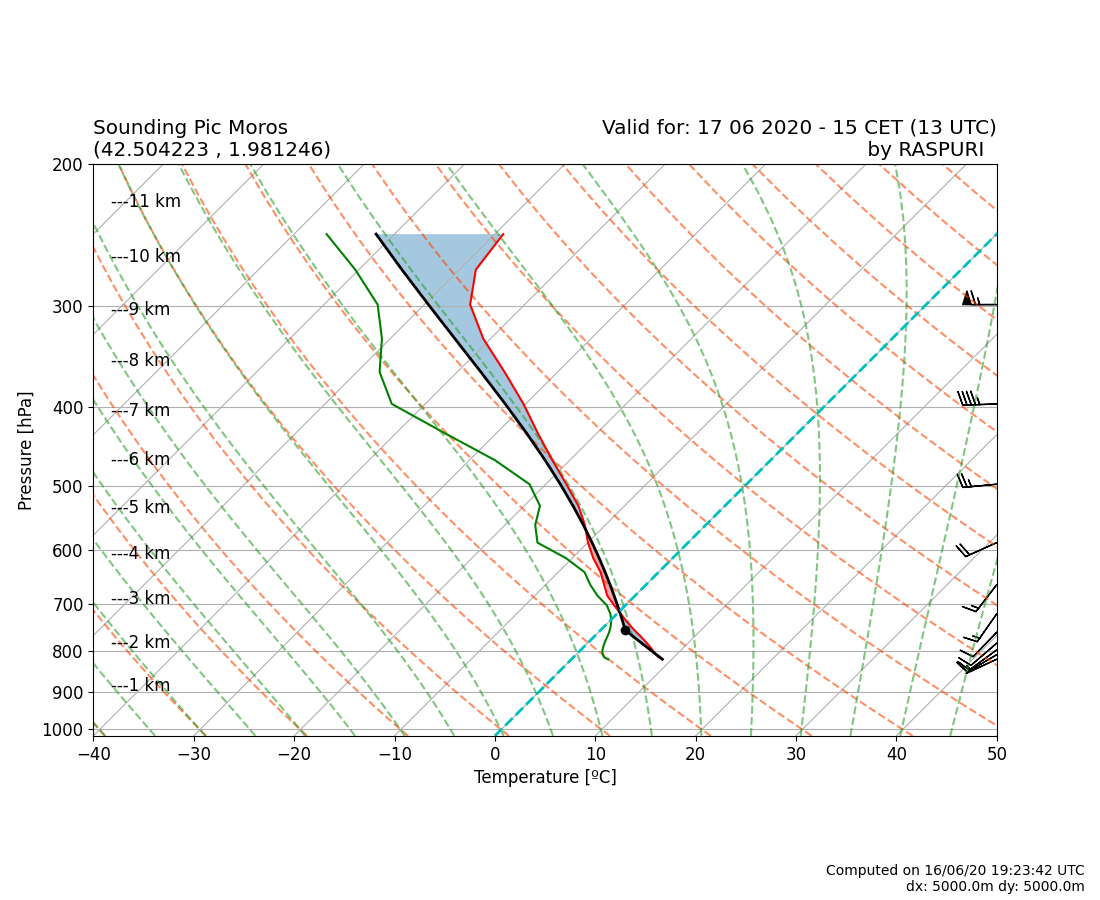 Sounding Pic Moros
(42.504223 , 1.981246)
Valid for: 17 06 2020 - 15 CET (13 UTC)
by RASPURI
200
---11 km
---10 km
300
---9 km
---8 km
400
---7 km
---6 km
500
---5 km
600
---4 km
700
---3 km
800
---2 km
900
---1 km
1000
Pressure [hPa]
−40 −30 −20 −10 0 10 20 30 40 50
Temperature [ºC]
Computed on 16/06/20 19:23:42 UTC
dx: 5000.0m dy: 5000.0m